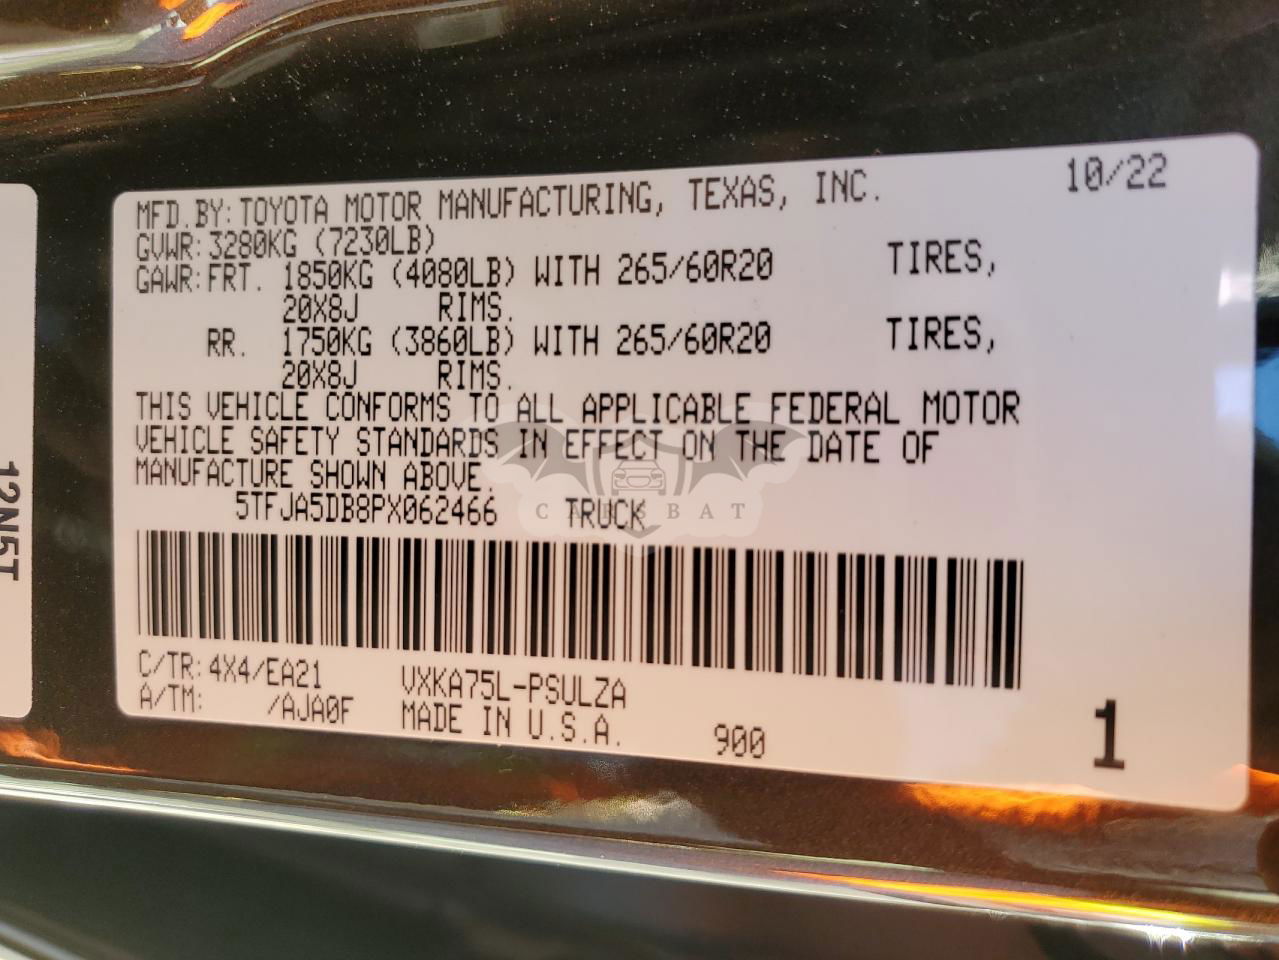 MFD.BY:TOYOTA MOTOR MANUFACTURING, TEXAS, INC. 10/22
GVWR:3280KG (7230LB)
GAWR:FRT. 1850KG (4080LB) WITH 265/60R20 TIRES,
20X8J RIMS.
RR. 1750KG (3860LB) WITH 265/60R20 TIRES,
20X8J RIMS.
THIS VEHICLE CONFORMS TO ALL APPLICABLE FEDERAL MOTOR
VEHICLE SAFETY STANDARDS IN EFFECT ON THE DATE OF
MANUFACTURE SHOWN ABOVE.
5TFJA5DB8PX062466 TRUCK
CARSBAT
C/TR:4X4/EA21 VXKA75L-PSULZA
A/TM: /AJA0F MADE IN U.S.A. 900
1
12N5T